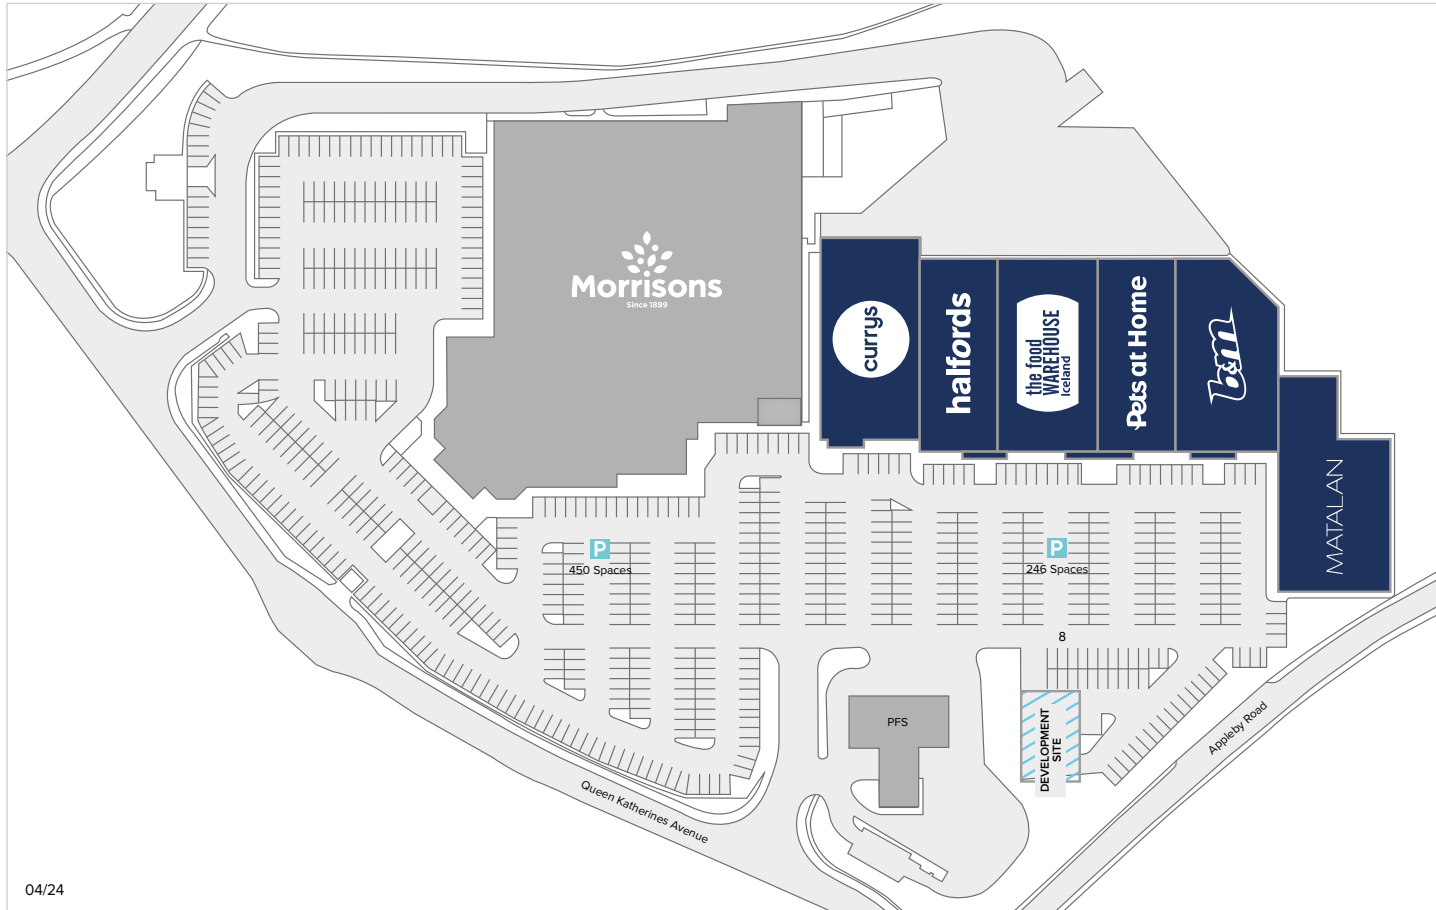 Morrisons
Since 1899
currys
halfords
the food
WAREHOUSE
Iceland
Pets at Home
b&m
MATALAN
P
450 Spaces
P
246 Spaces
8
PFS
DEVELOPMENT
SITE
Appleby Road
Queen Katherines Avenue
04/24